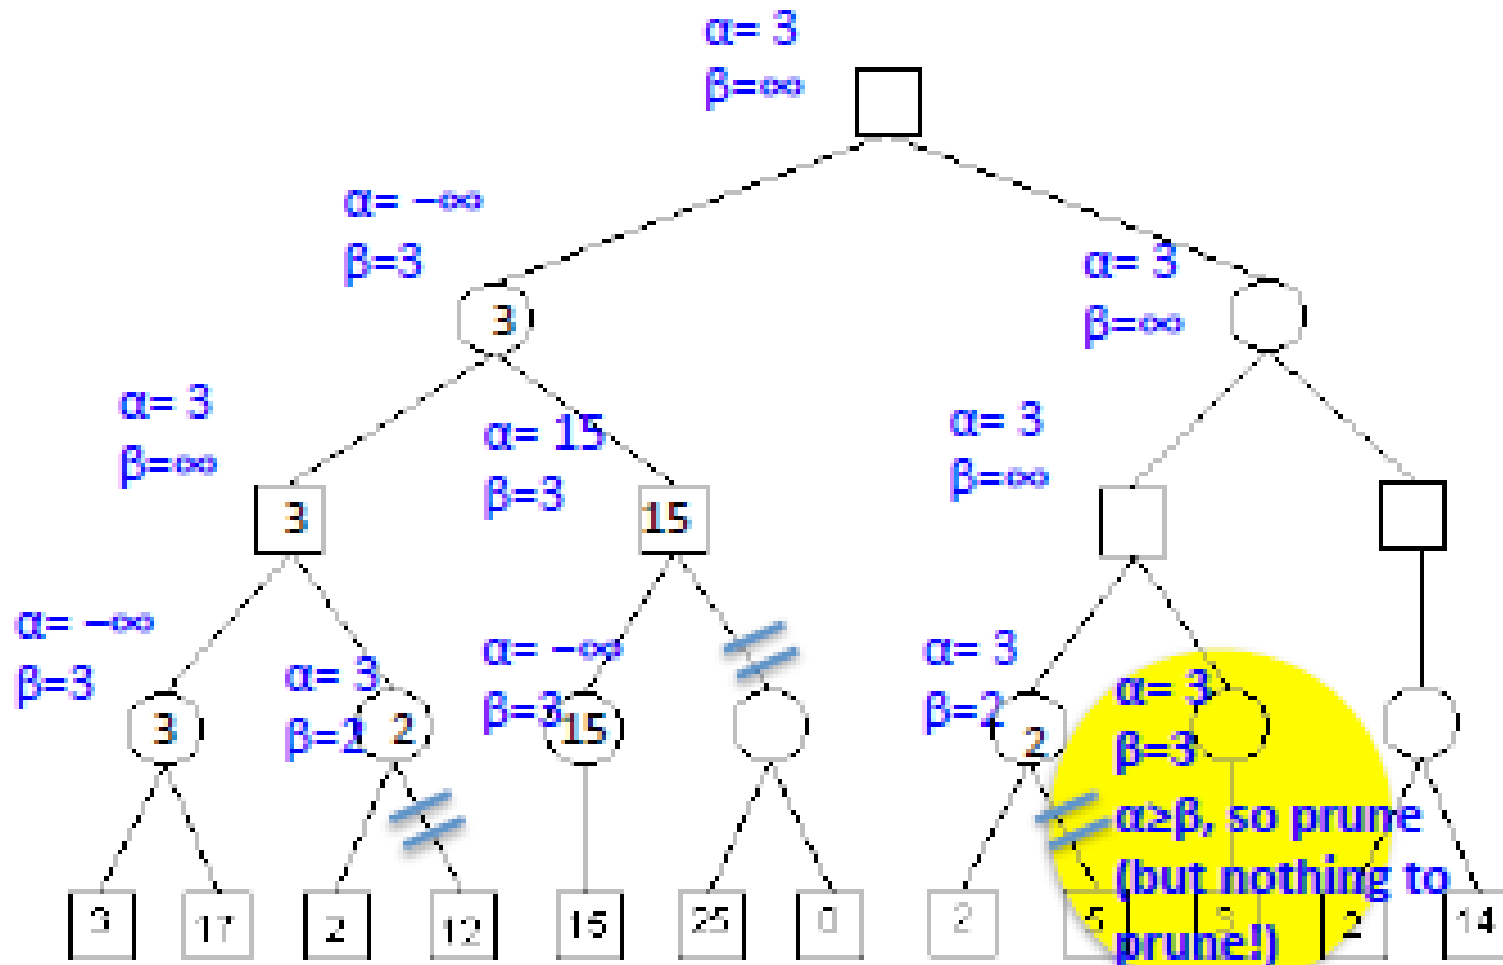 α= 3
β=∞
α= −∞
β=3
α= 3
β=∞
3
α= 3
β=∞
α= 15
β=3
α= 3
β=∞
3
15
α= −∞
β=3
α= 3
β=2
α= −∞
β=3
α= 3
β=2
α= 3
β=3
3
2
15
2
α≥β, so prune
(but nothing to
prune!)
3
17
2
12
15
25
0
2
5
3
2
14